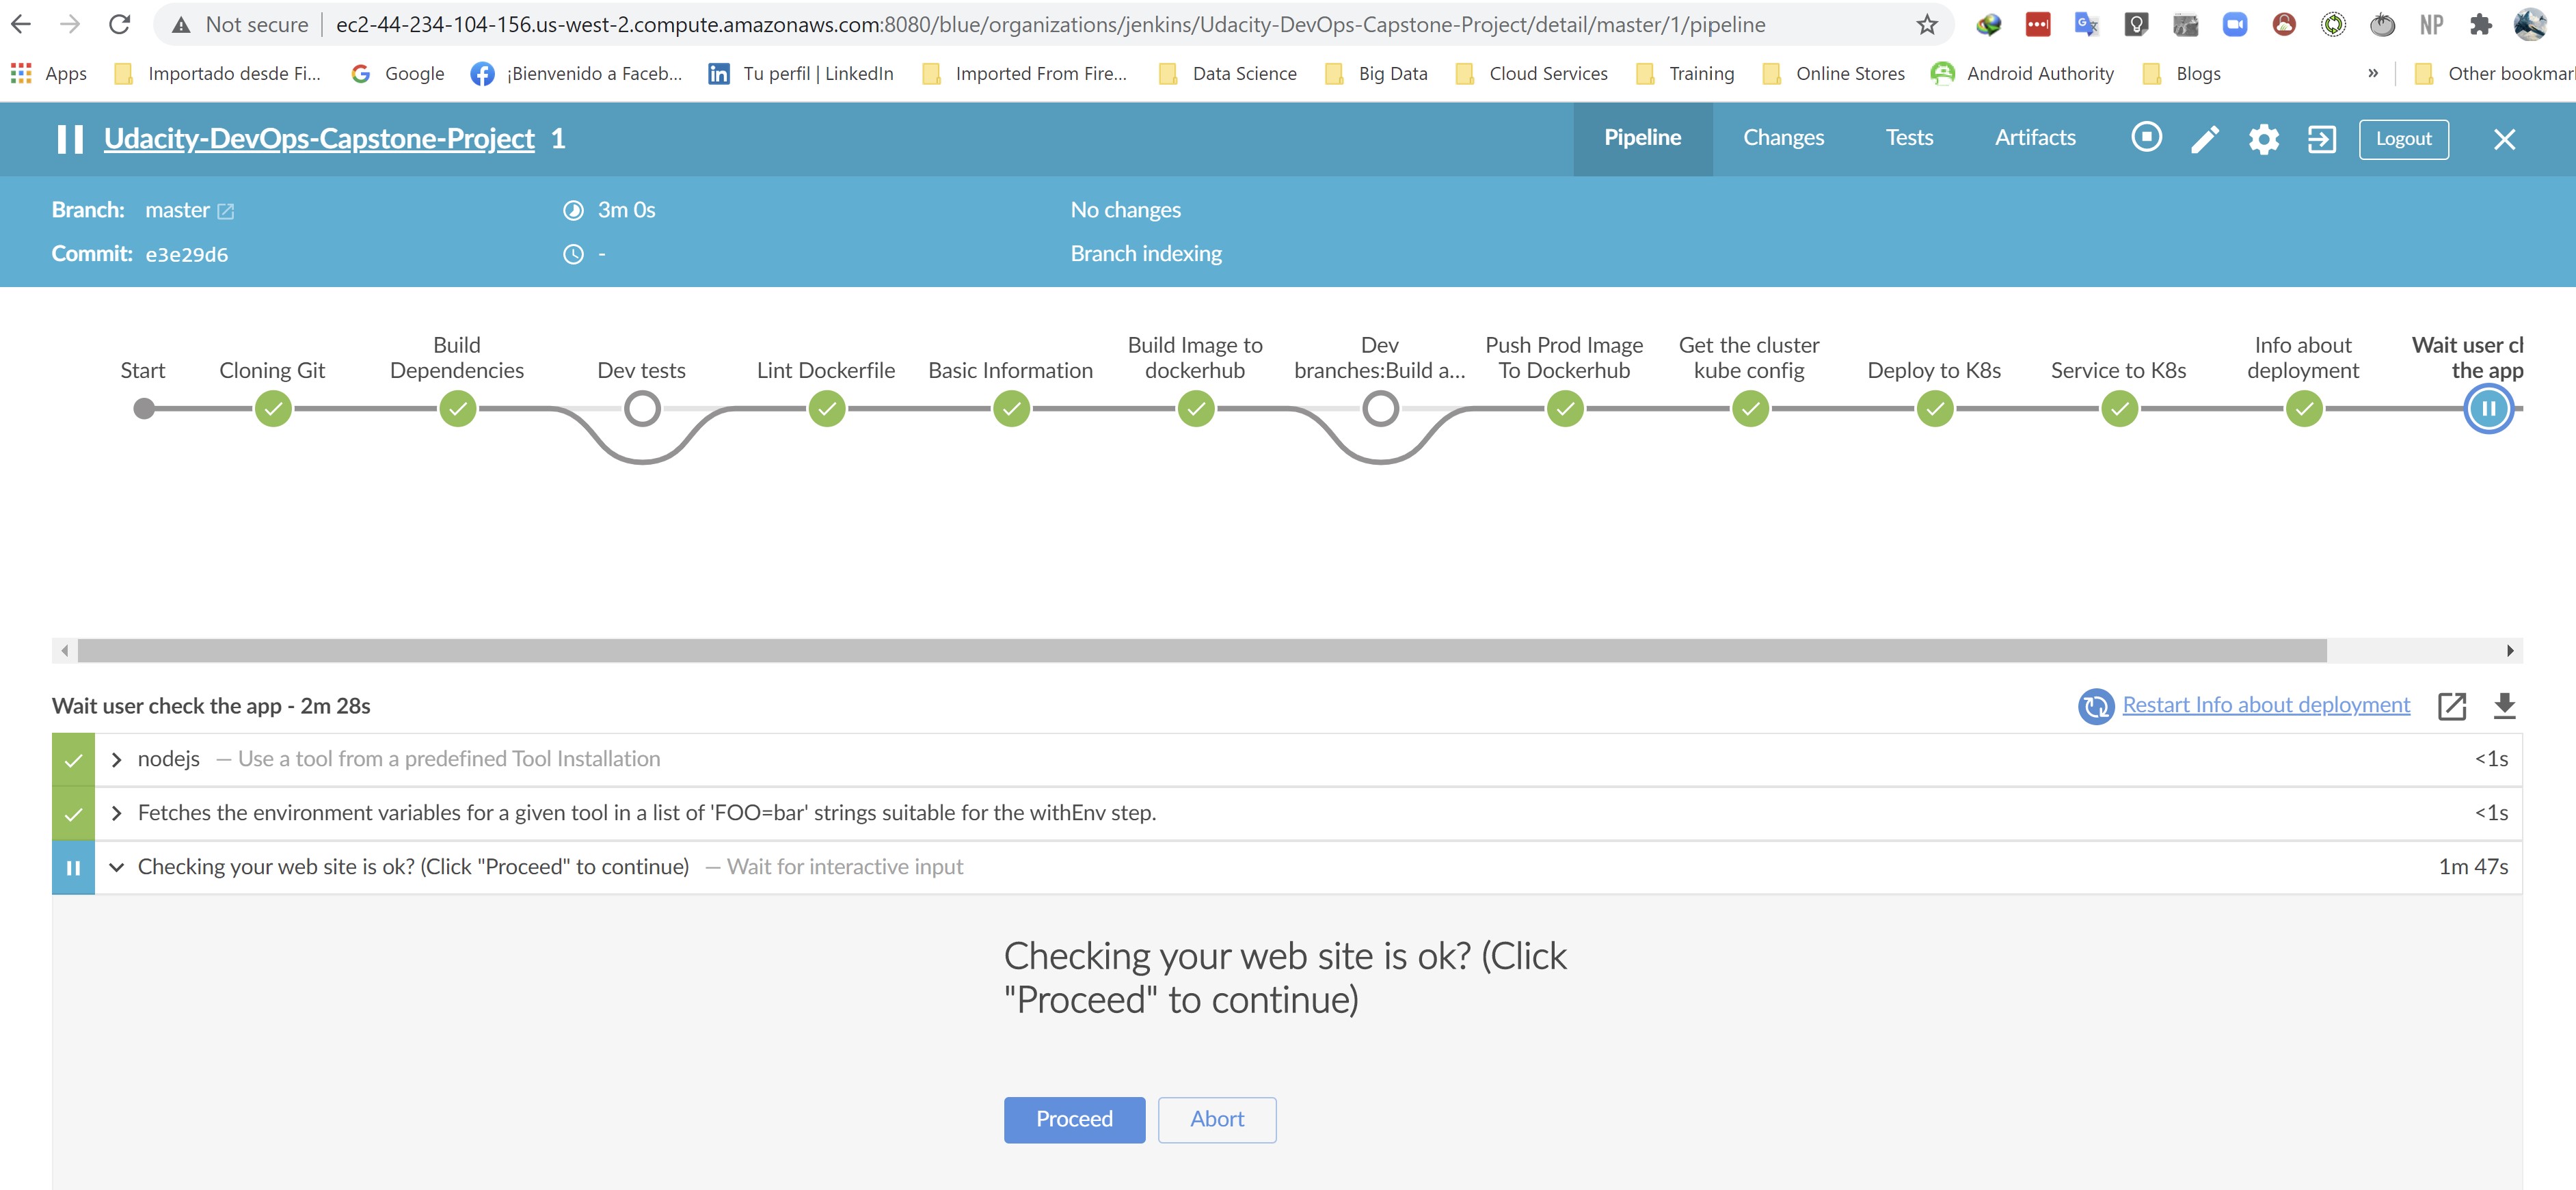 Not secure | ec2-44-234-104-156.us-west-2.compute.amazonaws.com:8080/blue/organizations/jenkins/Udacity-DevOps-Capstone-Project/detail/master/1/pipeline NP
Apps Importado desde Fi... Google ¡Bienvenido a Faceb... Tu perfil | LinkedIn Imported From Fire... Data Science Big Data Cloud Services Training Online Stores Android Authority Blogs » Other bookmar
Udacity-DevOps-Capstone-Project 1 Pipeline Changes Tests Artifacts Logout
Branch: master 3m 0s No changes
Commit: e3e29d6 - Branch indexing
Start
Cloning Git
Build
Dependencies
Dev tests
Lint Dockerfile
Basic Information
Build Image to
dockerhub
Dev
branches:Build a...
Push Prod Image
To Dockerhub
Get the cluster
kube config
Deploy to K8s
Service to K8s
Info about
deployment
Wait user cl
the app
Wait user check the app - 2m 28s Restart Info about deployment
nodejs — Use a tool from a predefined Tool Installation <1s
Fetches the environment variables for a given tool in a list of 'FOO=bar' strings suitable for the withEnv step. <1s
Checking your web site is ok? (Click "Proceed" to continue) — Wait for interactive input 1m 47s
Checking your web site is ok? (Click
"Proceed" to continue)
Proceed Abort